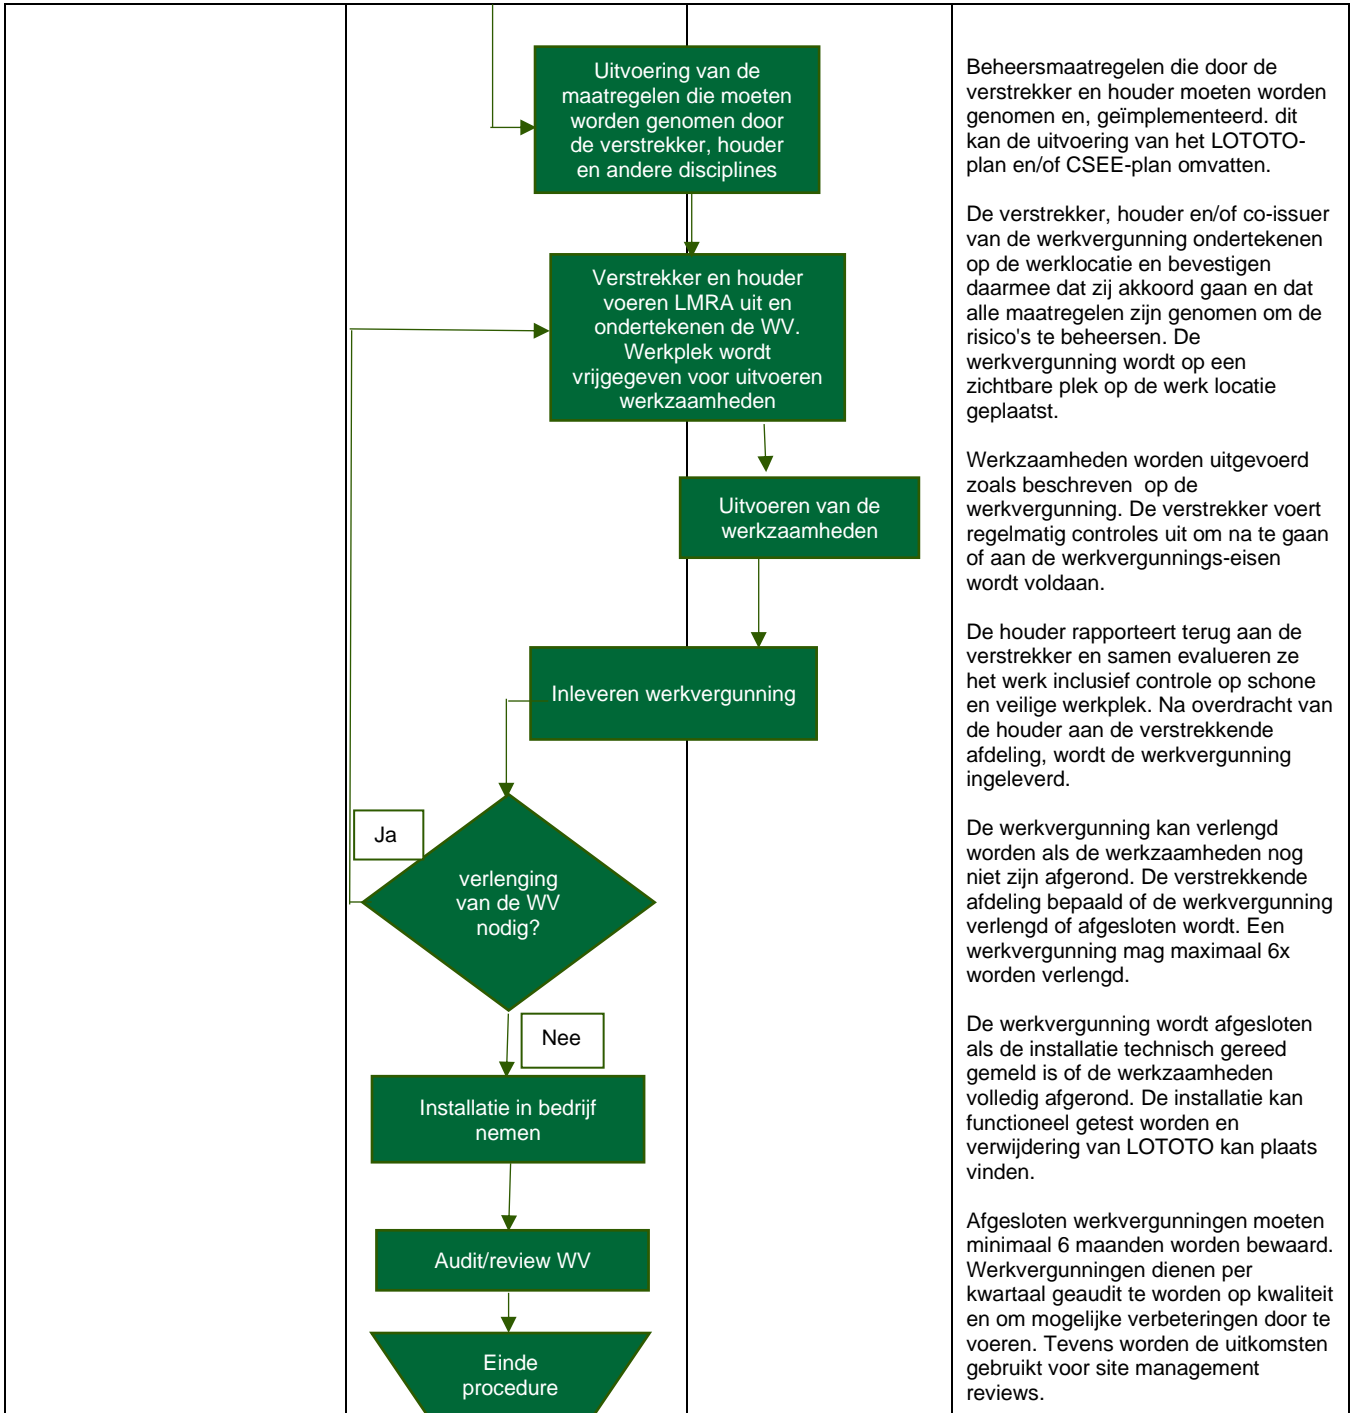 Uitvoering van de
maatregelen die moeten
worden genomen door
de verstrekker, houder
en andere disciplines
Beheersmaatregelen die door de
verstrekker en houder moeten worden
genomen en, geïmplementeerd. dit
kan de uitvoering van het LOTOTO-
plan en/of CSEE-plan omvatten.
Verstrekker en houder
voeren LMRA uit en
ondertekenen de WV.
Werkplek wordt
vrijgegeven voor uitvoeren
werkzaamheden
De verstrekker, houder en/of co-issuer
van de werkvergunning ondertekenen
op de werklocatie en bevestigen
daarmee dat zij akkoord gaan en dat
alle maatregelen zijn genomen om de
risico's te beheersen. De
werkvergunning wordt op een
zichtbare plek op de werk locatie
geplaatst.
Uitvoeren van de
werkzaamheden
Werkzaamheden worden uitgevoerd
zoals beschreven  op de
werkvergunning. De verstrekker voert
regelmatig controles uit om na te gaan
of aan de werkvergunnings-eisen
wordt voldaan.
Inleveren werkvergunning
De houder rapporteert terug aan de
verstrekker en samen evalueren ze
het werk inclusief controle op schone
en veilige werkplek. Na overdracht van
de houder aan de verstrekkende
afdeling, wordt de werkvergunning
ingeleverd.
Ja
verlenging
van de WV
nodig?
De werkvergunning kan verlengd
worden als de werkzaamheden nog
niet zijn afgerond. De verstrekkende
afdeling bepaald of de werkvergunning
verlengd of afgesloten wordt. Een
werkvergunning mag maximaal 6x
worden verlengd.
Nee
Installatie in bedrijf
nemen
De werkvergunning wordt afgesloten
als de installatie technisch gereed
gemeld is of de werkzaamheden
volledig afgerond. De installatie kan
functioneel getest worden en
verwijdering van LOTOTO kan plaats
vinden.
Audit/review WV
Einde
procedure
Afgesloten werkvergunningen moeten
minimaal 6 maanden worden bewaard.
Werkvergunningen dienen per
kwartaal geaudit te worden op kwaliteit
en om mogelijke verbeteringen door te
voeren. Tevens worden de uitkomsten
gebruikt voor site management
reviews.